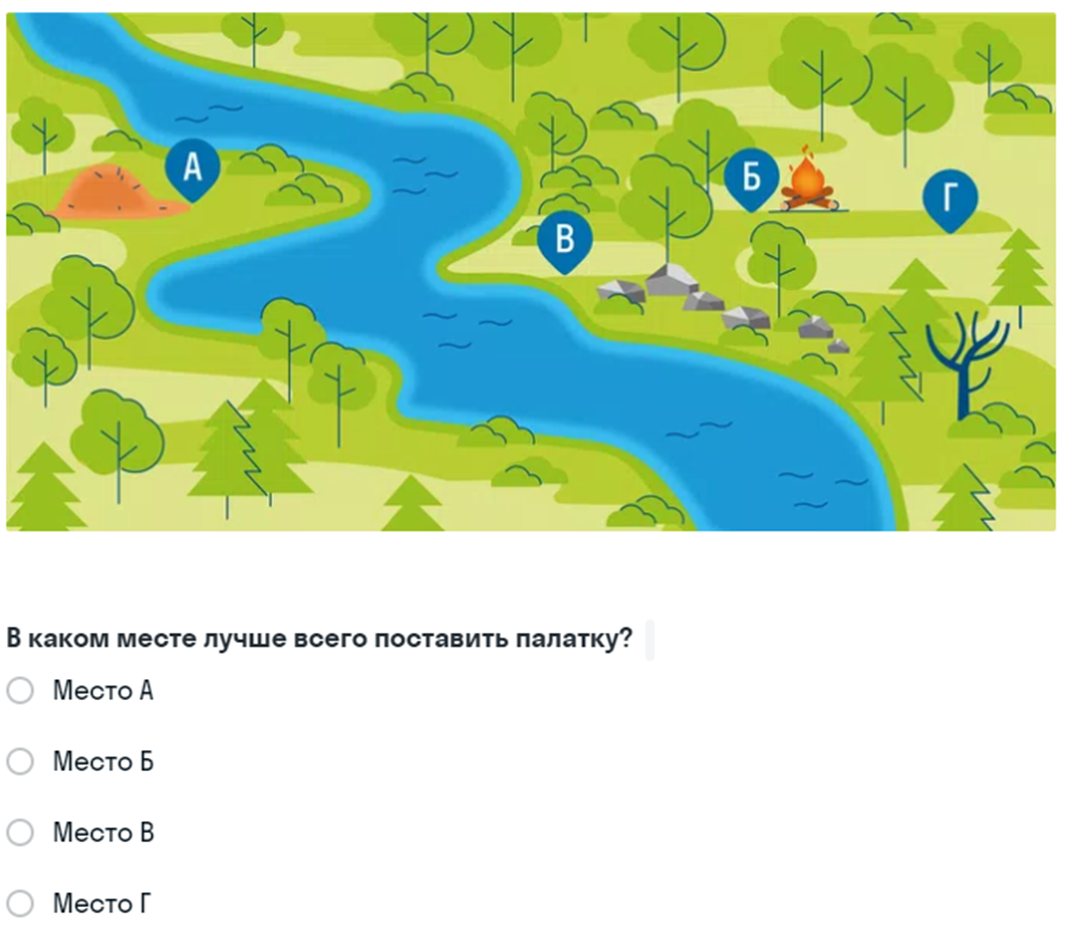 А
Б
Г
В
В каком месте лучше всего поставить палатку?
Место А
Место Б
Место В
Место Г